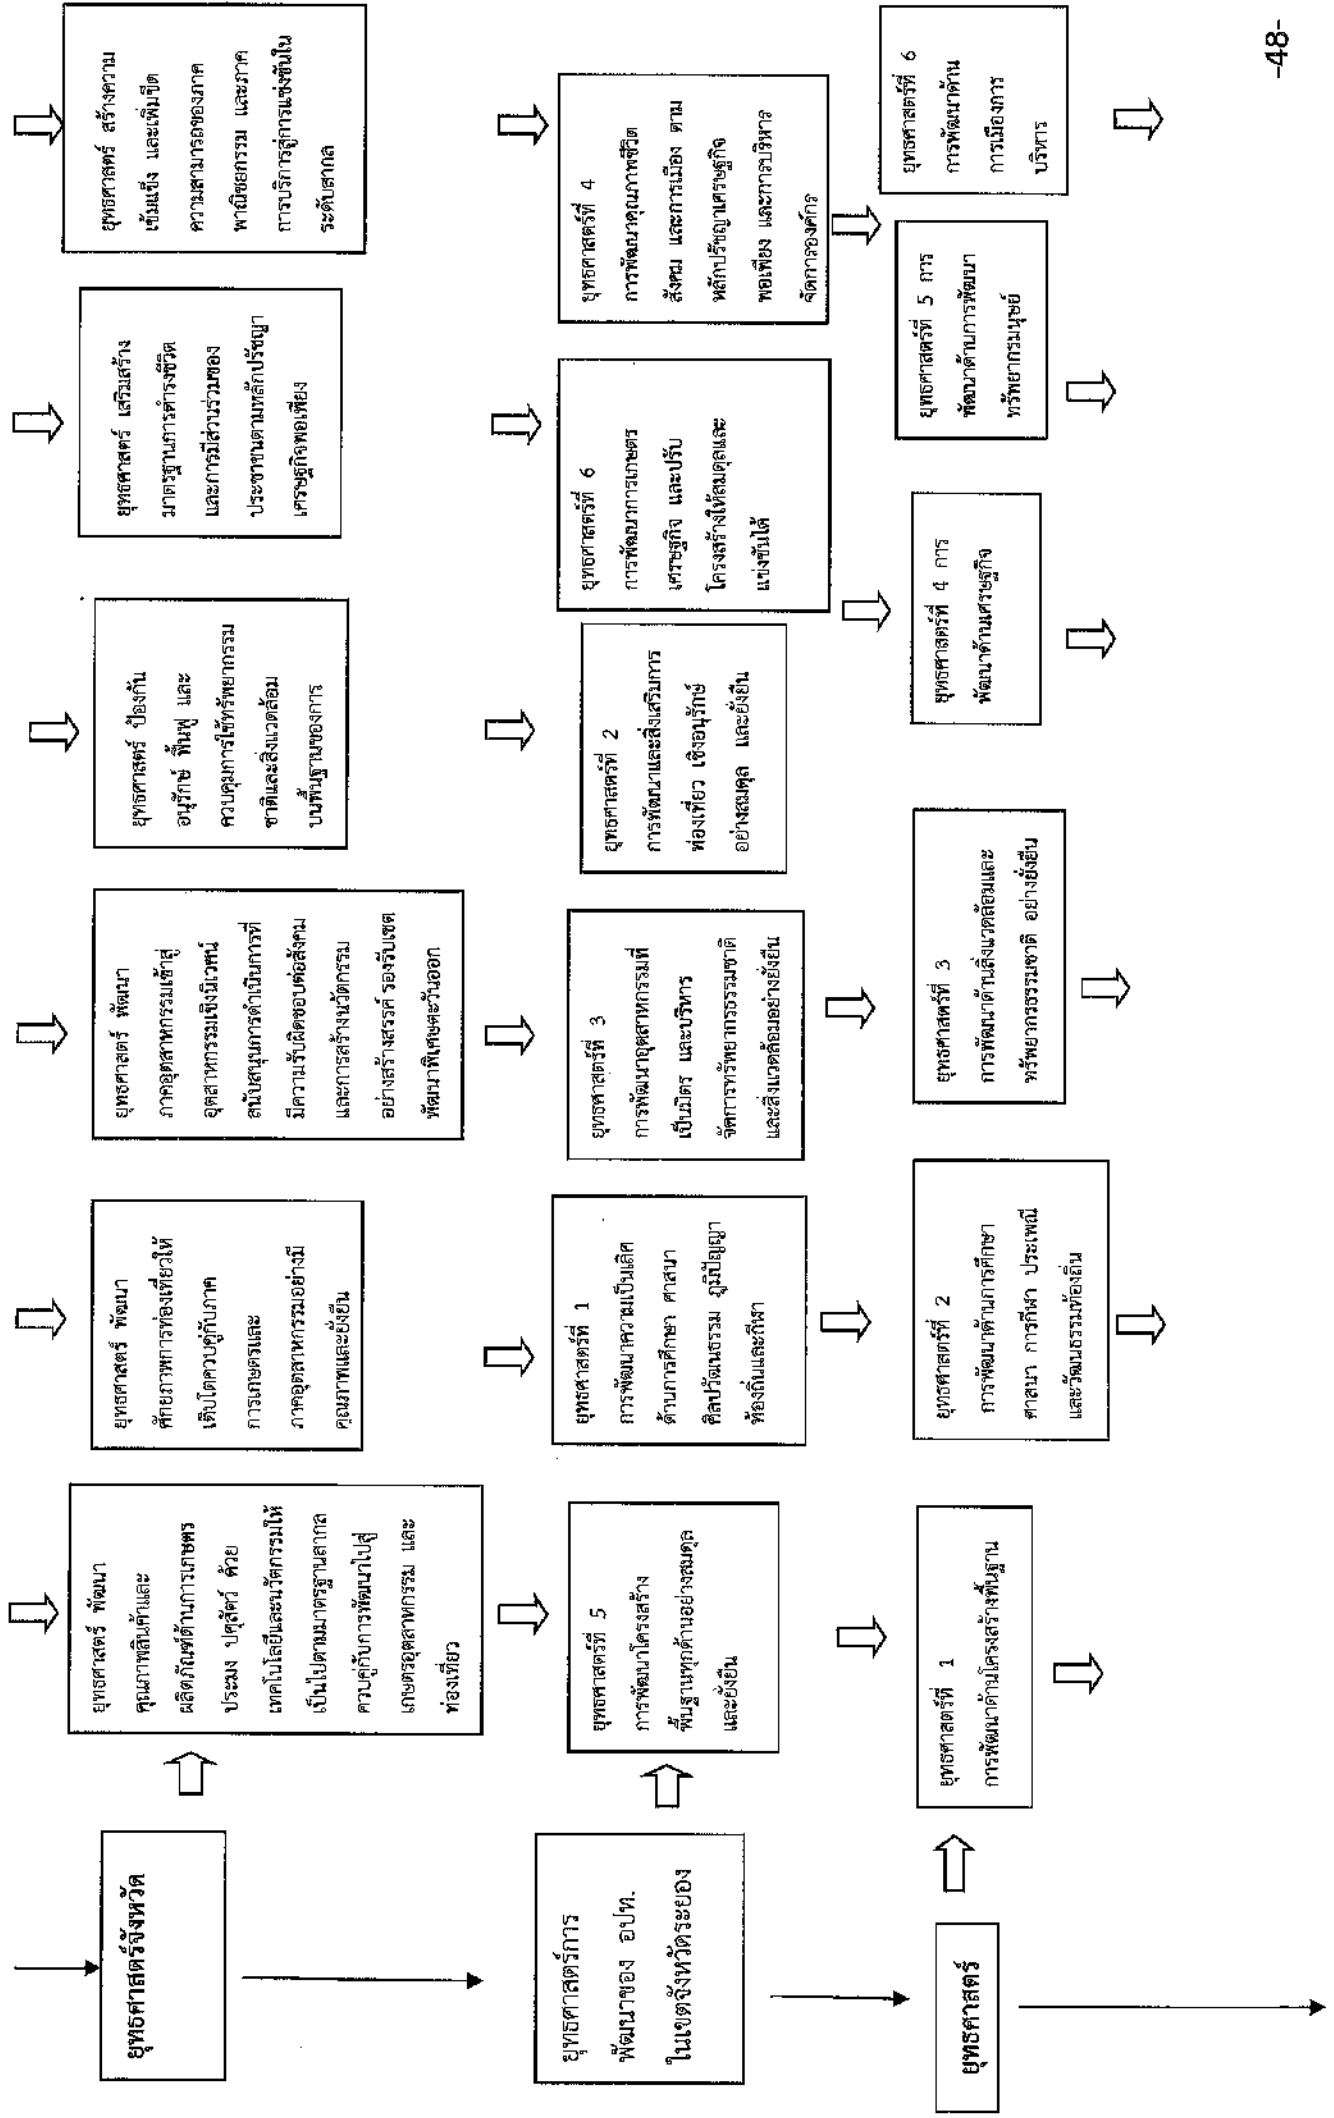 ยุทธศาสตร์จังหวัด
ยุทธศาสตร์ พัฒนา
คุณภาพสินค้าและ
ผลิตภัณฑ์ด้านการเกษตร
ประมง ปศุสัตว์ ด้วย
เทคโนโลยีและนวัตกรรมให้
เป็นไปตามมาตรฐานสากล
ควบคู่กับการพัฒนาไปสู่
เกษตรอุตสาหกรรม และ
ท่องเที่ยว
ยุทธศาสตร์ พัฒนา
ศักยภาพการท่องเที่ยวให้
เติบโตควบคู่กับภาค
การเกษตรและ
ภาคอุตสาหกรรมอย่างมี
คุณภาพและยั่งยืน
ยุทธศาสตร์ พัฒนา
ภาคอุตสาหกรรมเข้าสู่
อุตสาหกรรมเชิงนิเวศน์
สนับสนุนการดำเนินการที่
มีความรับผิดชอบต่อสังคม
และการสร้างนวัตกรรม
อย่างสร้างสรรค์ รองรับเขต
พัฒนาพิเศษตะวันออก
ยุทธศาสตร์ ป้องกัน
อนุรักษ์ ฟื้นฟู และ
ควบคุมการใช้ทรัพยากรรม
ชาติและสิ่งแวดล้อม
บนพื้นฐานของการ
ยุทธศาสตร์ เสริมสร้าง
มาตรฐานการดำรงชีวิต
และการมีส่วนร่วมของ
ประชาชนตามหลักปรัชญา
เศรษฐกิจพอเพียง
ยุทธศาสตร์ สร้างความ
เข้มแข็ง และเพิ่มขีด
ความสามารถของภาค
พาณิชยกรรม และภาค
การบริการสู่การแข่งขันใน
ระดับสากล
ยุทธศาสตร์การ
พัฒนาของ อปท.
ในเขตจังหวัดระยอง
ยุทธศาสตร์ที่ 5
การพัฒนาโครงสร้าง
พื้นฐานทุกด้านอย่างสมดุล
และยั่งยืน
ยุทธศาสตร์ที่ 1
การพัฒนาความเป็นเลิศ
ด้านการศึกษา ศาสนา
ศิลปวัฒนธรรม ภูมิปัญญา
ท้องถิ่นและกีฬา
ยุทธศาสตร์ที่ 3
การพัฒนาอุตสาหกรรมที่
เป็นมิตร และบริหาร
จัดการทรัพยากรธรรมชาติ
และสิ่งแวดล้อมอย่างยั่งยืน
ยุทธศาสตร์ที่ 2
การพัฒนาและส่งเสริมการ
ท่องเที่ยว เชิงอนุรักษ์
อย่างสมดุล และยั่งยืน
ยุทธศาสตร์ที่ 6
การพัฒนาการเกษตร
เศรษฐกิจ และปรับ
โครงสร้างให้สมดุลและ
แข่งขันได้
ยุทธศาสตร์ที่ 4
การพัฒนาคุณภาพชีวิต
สังคม และการเมือง ตาม
หลักปรัชญาเศรษฐกิจ
พอเพียง และการบริหาร
จัดการองค์กร
ยุทธศาสตร์
ยุทธศาสตร์ที่ 1
การพัฒนาด้านโครงสร้างพื้นฐาน
ยุทธศาสตร์ที่ 2
การพัฒนาด้านการศึกษา
ศาสนา การกีฬา ประเพณี
และวัฒนธรรมท้องถิ่น
ยุทธศาสตร์ที่ 3
การพัฒนาด้านสิ่งแวดล้อมและ
ทรัพยากรธรรมชาติ อย่างยั่งยืน
ยุทธศาสตร์ที่ 4 การ
พัฒนาด้านเศรษฐกิจ
ยุทธศาสตร์ที่ 5 การ
พัฒนาด้านการพัฒนา
ทรัพยากรมนุษย์
ยุทธศาสตร์ที่ 6
การพัฒนาด้าน
การเมืองการ
บริหาร
-48-